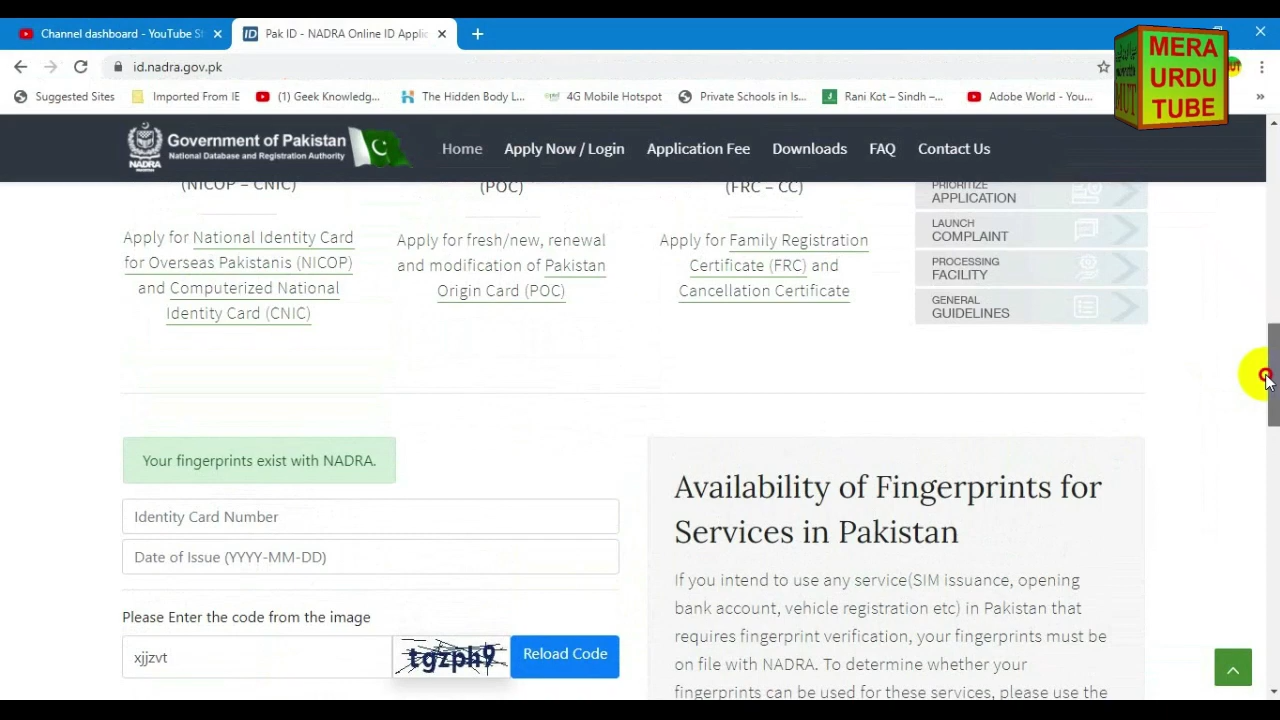 Channel dashboard - YouTube St
Pak ID - NADRA Online ID Applic
id.nadra.gov.pk
Suggested Sites
Imported From IE
(1) Geek Knowledg...
The Hidden Body L...
4G Mobile Hotspot
Private Schools in Is...
Rani Kot – Sindh –...
Adobe World - You...
MERA
URDU
TUBE
MUT
Government of Pakistan
National Database and Registration Authority
NADRA
Home
Apply Now / Login
Application Fee
Downloads
FAQ
Contact Us
(NICOP – CNIC)
Apply for National Identity Card
for Overseas Pakistanis (NICOP)
and Computerized National
Identity Card (CNIC)
(POC)
Apply for fresh/new, renewal
and modification of Pakistan
Origin Card (POC)
(FRC – CC)
Apply for Family Registration
Certificate (FRC) and
Cancellation Certificate
PRIORITIZE
APPLICATION
LAUNCH
COMPLAINT
PROCESSING
FACILITY
GENERAL
GUIDELINES
Your fingerprints exist with NADRA.
Identity Card Number
Date of Issue (YYYY-MM-DD)
Please Enter the code from the image
xjjzvt
tgzph9
Reload Code
Availability of Fingerprints for
Services in Pakistan
If you intend to use any service(SIM issuance, opening
bank account, vehicle registration etc) in Pakistan that
requires fingerprint verification, your fingerprints must be
on file with NADRA. To determine whether your
fingerprints can be used for these services, please use the